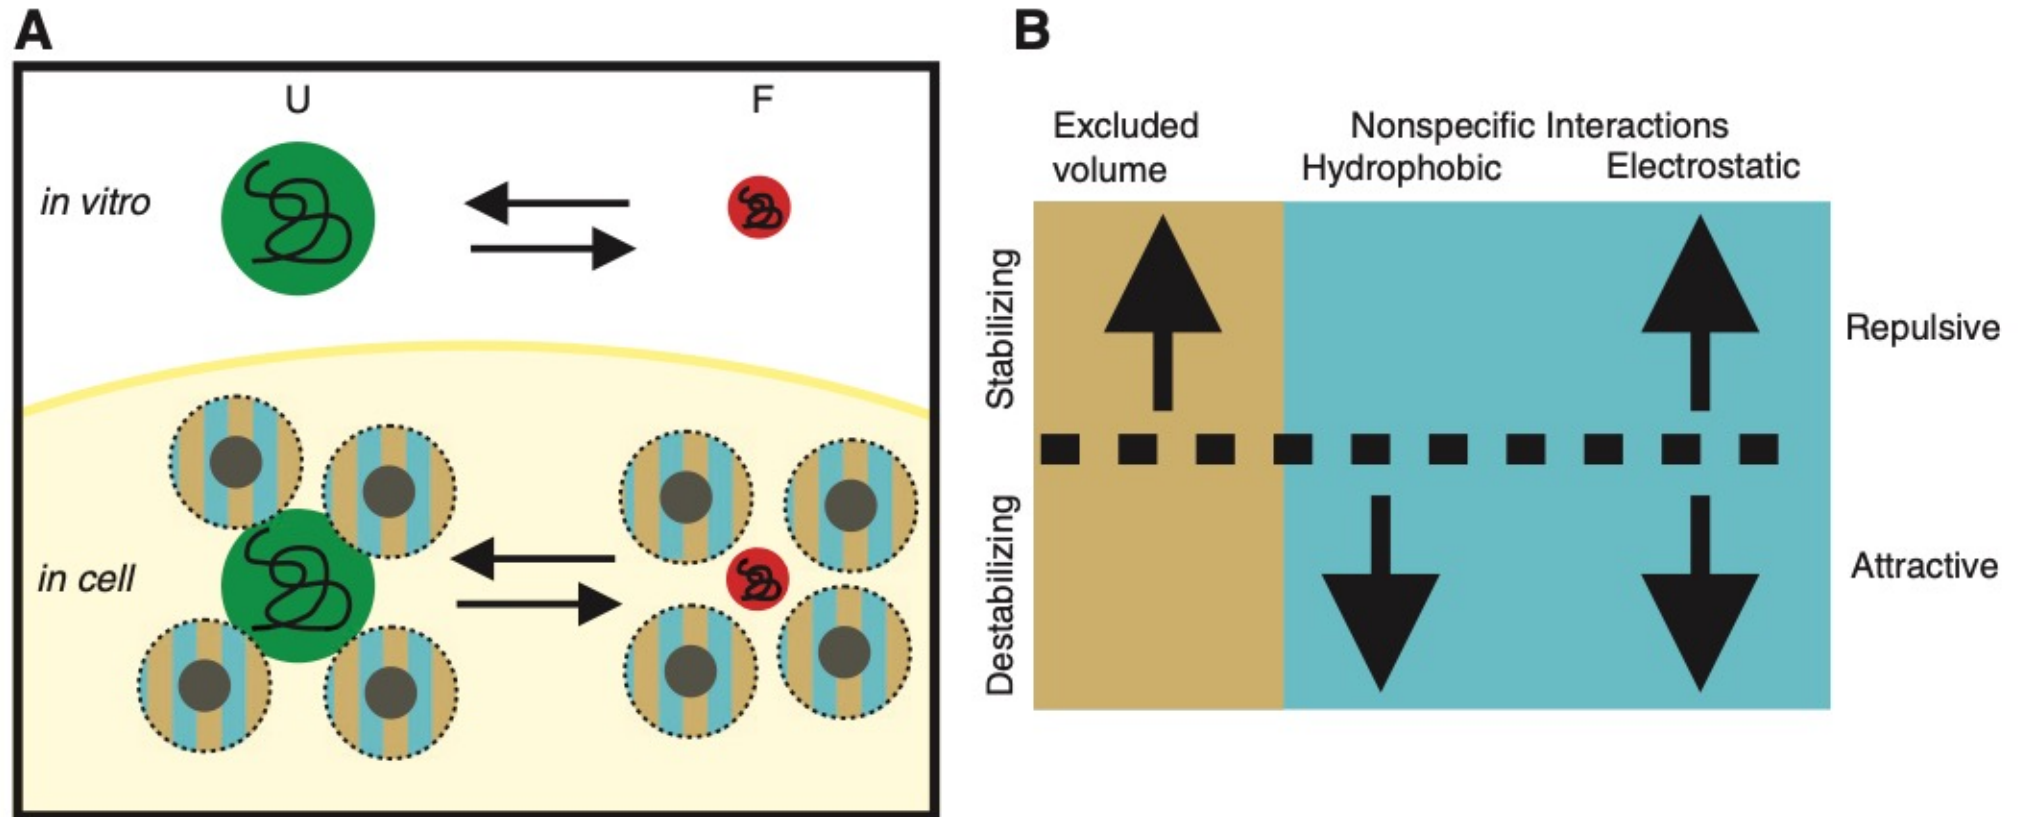 A
U
F
in vitro
in cell
B
Excluded
volume
Nonspecific Interactions
Hydrophobic
Electrostatic
Stabilizing
Destabilizing
Repulsive
Attractive